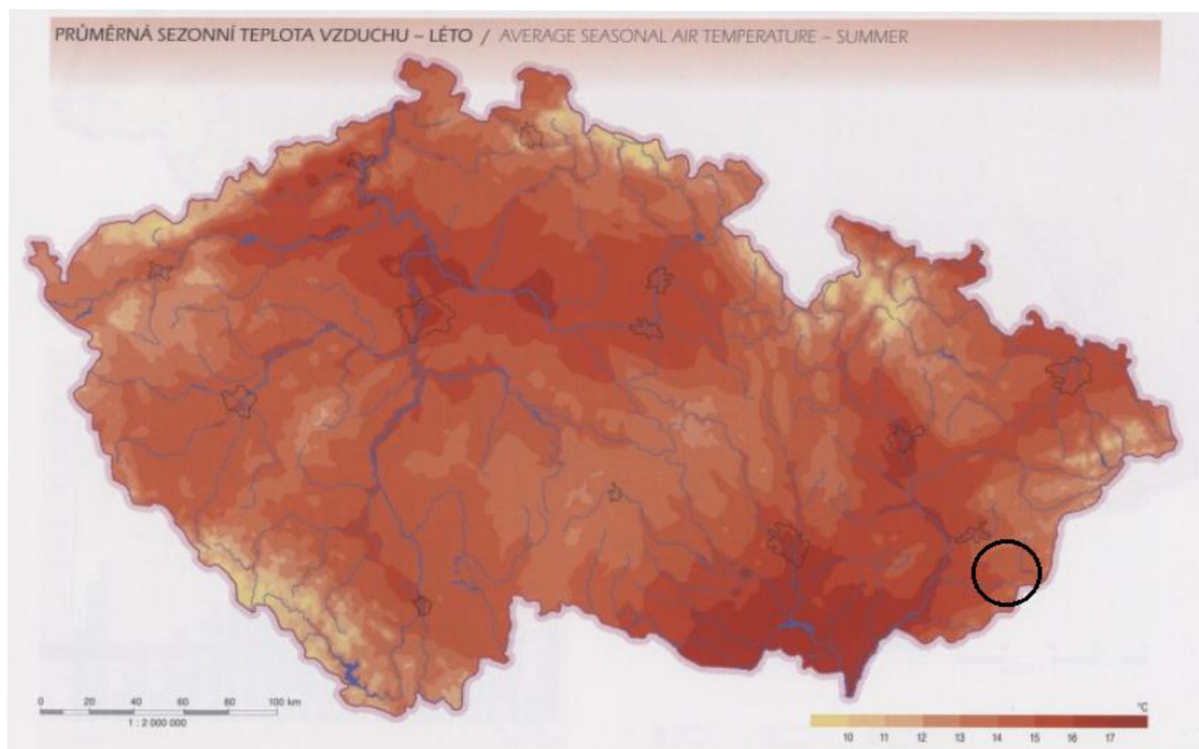 PRŮMĚRNÁ SEZONNÍ TEPLOTA VZDUCHU – LÉTO / AVERAGE SEASONAL AIR TEMPERATURE – SUMMER
0 20 40 60 80 100 km
1 : 2 000 000
°C
10 11 12 13 14 15 16 17